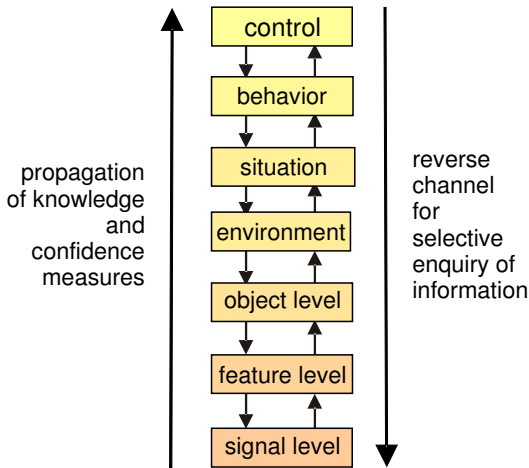 control
behavior
situation
environment
object level
feature level
signal level
propagation
of knowledge
and
confidence
measures
reverse
channel
for
selective
enquiry of
information